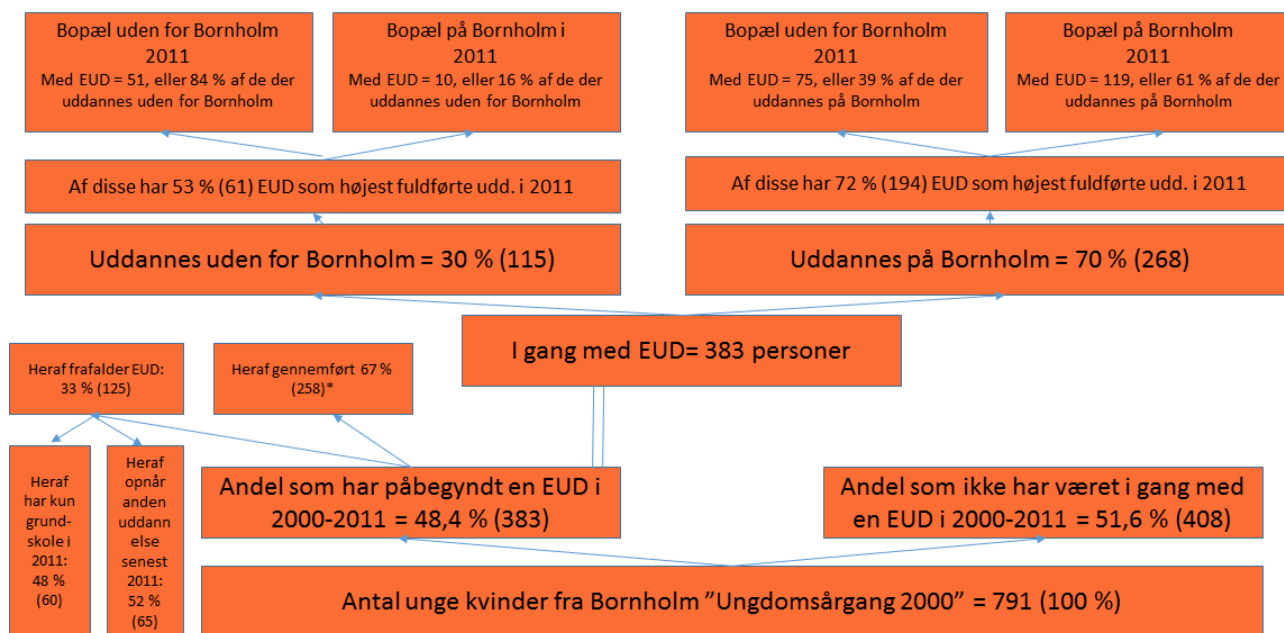 Bopæl uden for Bornholm
2011
Med EUD = 51, eller 84 % af de der
uddannes uden for Bornholm
Bopæl på Bornholm i
2011
Med EUD = 10, eller 16 % af de der
uddannes uden for Bornholm
Bopæl uden for Bornholm
2011
Med EUD = 75, eller 39 % af de der
uddannes på Bornholm
Bopæl på Bornholm
2011
Med EUD = 119, eller 61 % af de der
uddannes på Bornholm
Af disse har 53 % (61) EUD som højest fuldførte udd. i 2011
Af disse har 72 % (194) EUD som højest fuldførte udd. i 2011
Uddannes uden for Bornholm = 30 % (115)
Uddannes på Bornholm = 70 % (268)
I gang med EUD= 383 personer
Heraf frafalder EUD:
33 % (125)
Heraf gennemført 67 %
(258)*
Heraf
har kun
grund-
skole i
2011:
48 %
(60)
Heraf
opnår
anden
uddann
else
senest
2011:
52 %
(65)
Andel som har påbegyndt en EUD i
2000-2011 = 48,4 % (383)
Andel som ikke har været i gang med
en EUD i 2000-2011 = 51,6 % (408)
Antal unge kvinder fra Bornholm ”Ungdomsårgang 2000” = 791 (100 %)